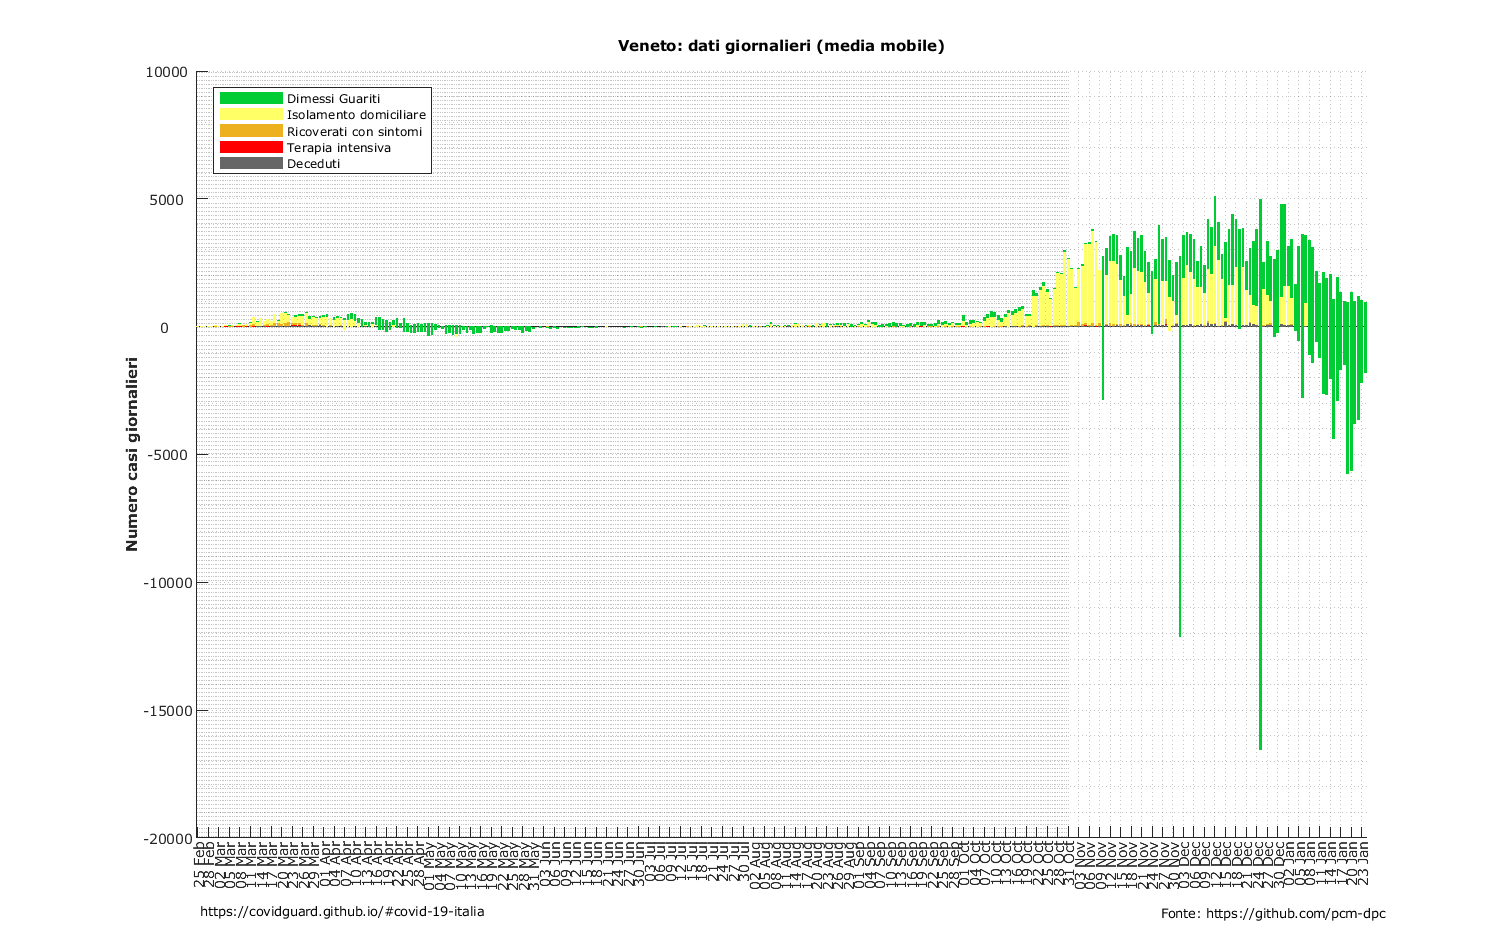 Veneto: dati giornalieri (media mobile)
10000
5000
0
-5000
-10000
-15000
-20000
Numero casi giornalieri
Dimessi Guariti
Isolamento domiciliare
Ricoverati con sintomi
Terapia intensiva
Deceduti
25 Feb
28 Feb
02 Mar
05 Mar
08 Mar
11 Mar
14 Mar
17 Mar
20 Mar
23 Mar
26 Mar
29 Mar
01 Apr
04 Apr
07 Apr
10 Apr
13 Apr
16 Apr
19 Apr
22 Apr
25 Apr
28 Apr
01 May
04 May
07 May
10 May
13 May
16 May
19 May
22 May
25 May
28 May
31 May
03 Jun
06 Jun
09 Jun
12 Jun
15 Jun
18 Jun
21 Jun
24 Jun
27 Jun
30 Jun
03 Jul
06 Jul
09 Jul
12 Jul
15 Jul
18 Jul
21 Jul
24 Jul
27 Jul
30 Jul
02 Aug
05 Aug
08 Aug
11 Aug
14 Aug
17 Aug
20 Aug
23 Aug
26 Aug
29 Aug
01 Sep
04 Sep
07 Sep
10 Sep
13 Sep
16 Sep
19 Sep
22 Sep
25 Sep
28 Sep
01 Oct
04 Oct
07 Oct
10 Oct
13 Oct
16 Oct
19 Oct
22 Oct
25 Oct
28 Oct
31 Oct
03 Nov
06 Nov
09 Nov
12 Nov
15 Nov
18 Nov
21 Nov
24 Nov
27 Nov
30 Nov
03 Dec
06 Dec
09 Dec
12 Dec
15 Dec
18 Dec
21 Dec
24 Dec
27 Dec
30 Dec
02 Jan
05 Jan
08 Jan
11 Jan
14 Jan
17 Jan
20 Jan
23 Jan
https://covidguard.github.io/#covid-19-italia
Fonte: https://github.com/pcm-dpc